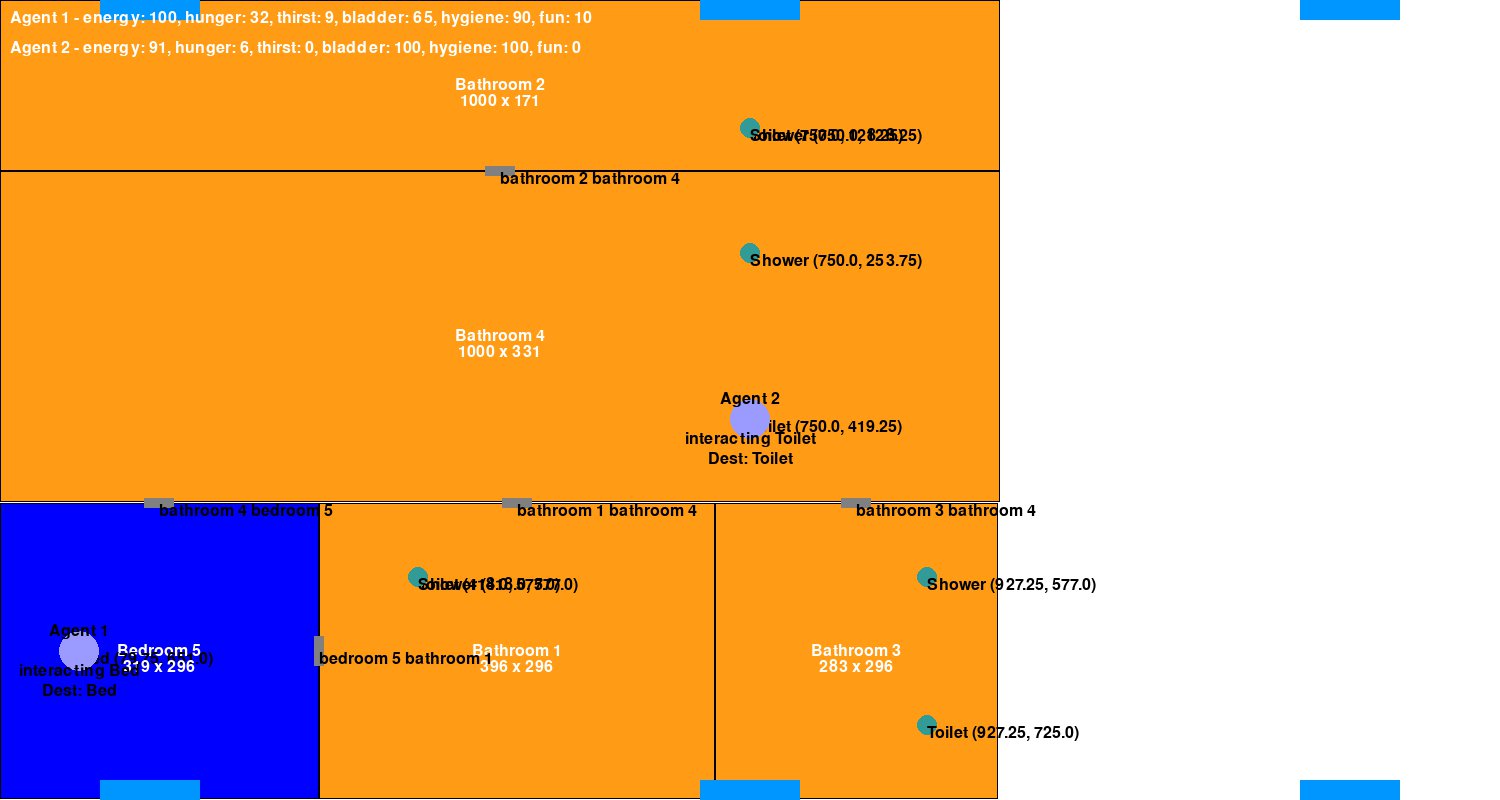 Agent 1 - energy: 100, hunger: 32, thirst: 9, bladder: 65, hygiene: 90, fun: 10
Agent 2 - energy: 91, hunger: 6, thirst: 0, bladder: 100, hygiene: 100, fun: 0
Bathroom 2
1000 x 171
bathroom 2 bathroom 4
Shower (750.0, 253.75)
Bathroom 4
1000 x 331
Agent 2
ilet (750.0, 419.25)
interacting Toilet
Dest: Toilet
bathroom 4 bedroom 5
bathroom 1 bathroom 4
bathroom 3 bathroom 4
Shower (927.25, 577.0)
Agent 1
Bedroom 5
319 x 296
interacting Bed
Dest: Bed
bedroom 5 bathroom 1
Bathroom 1
396 x 296
Bathroom 3
283 x 296
Toilet (927.25, 725.0)